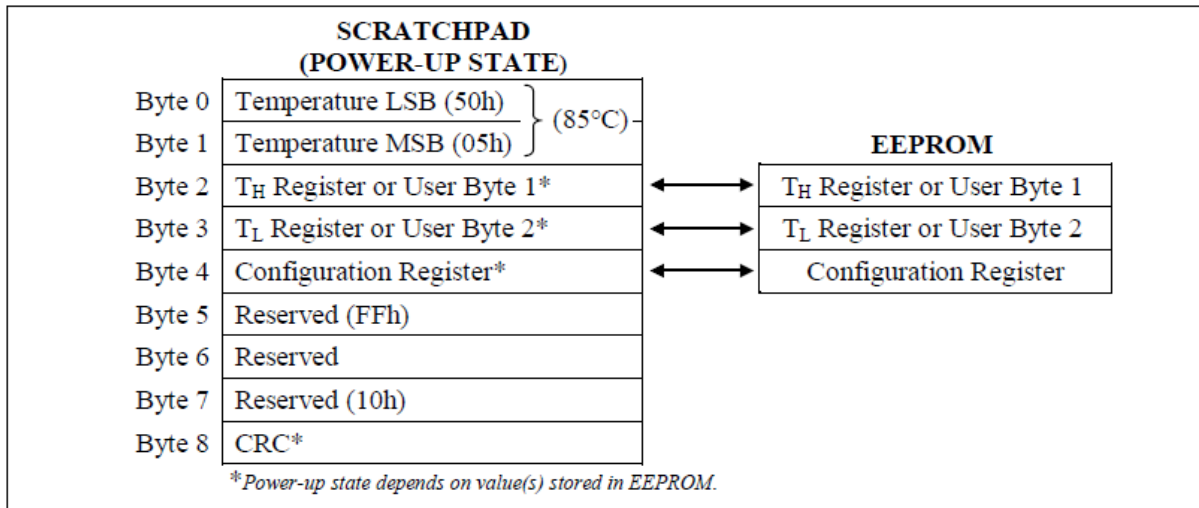 SCRATCHPAD
(POWER-UP STATE)
Byte 0 Temperature LSB (50h)
(85°C)
Byte 1 Temperature MSB (05h)
EEPROM
Byte 2 TH Register or User Byte 1* TH Register or User Byte 1
Byte 3 TL Register or User Byte 2* TL Register or User Byte 2
Byte 4 Configuration Register* Configuration Register
Byte 5 Reserved (FFh)
Byte 6 Reserved
Byte 7 Reserved (10h)
Byte 8 CRC*
*Power-up state depends on value(s) stored in EEPROM.